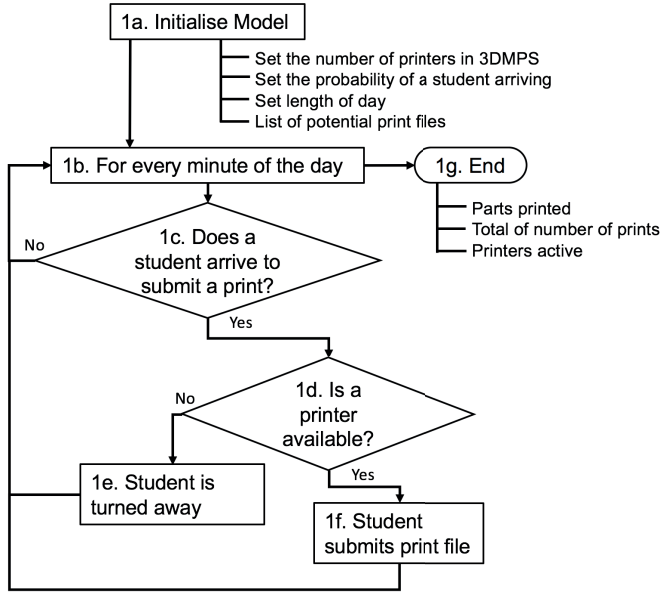 1a. Initialise Model
Set the number of printers in 3DMPS
Set the probability of a student arriving
Set length of day
List of potential print files
1b. For every minute of the day
1g. End
Parts printed
Total of number of prints
Printers active
No
1c. Does a
student arrive to
submit a print?
Yes
1d. Is a
printer
available?
No
Yes
1e. Student is
turned away
1f. Student
submits print file